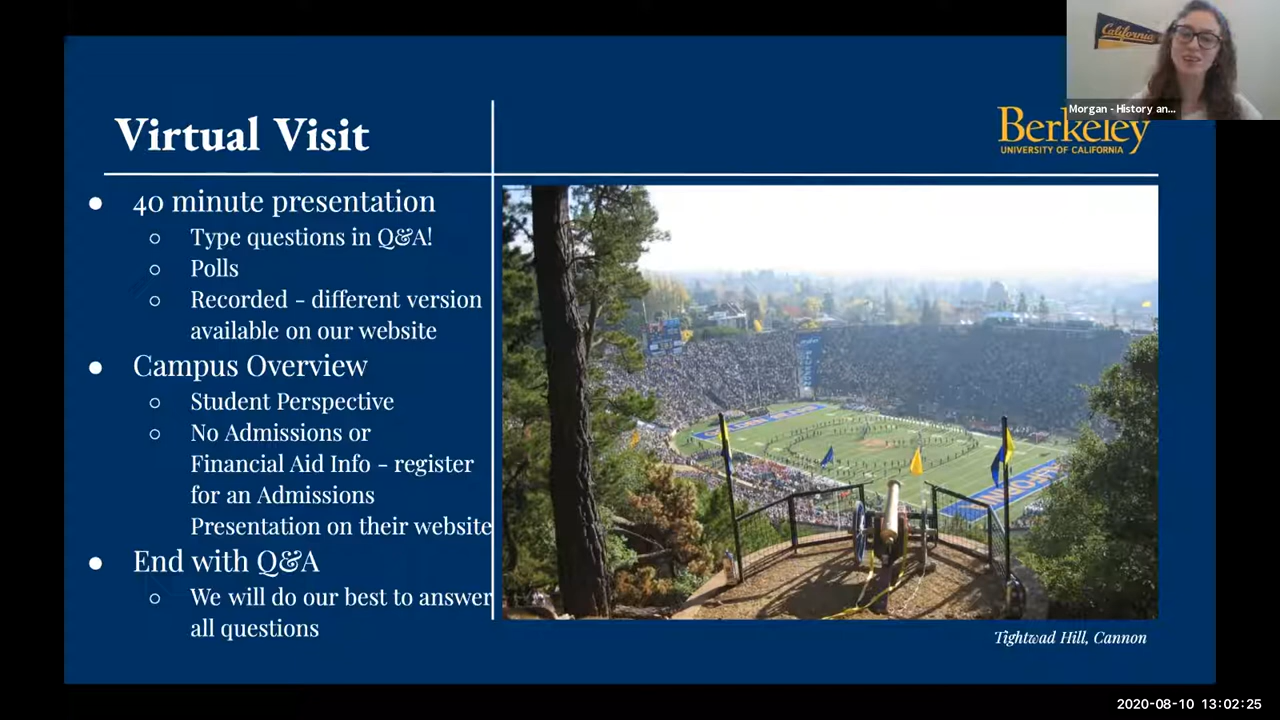 California
Morgan - History an...
Virtual Visit
Berkeley
UNIVERSITY OF CALIFORNIA
● 40 minute presentation
○ Type questions in Q&A!
○ Polls
○ Recorded - different version
available on our website
● Campus Overview
○ Student Perspective
○ No Admissions or
Financial Aid Info - register
for an Admissions
Presentation on their website
● End with Q&A
○ We will do our best to answer
all questions
Tightwad Hill, Cannon
2020-08-10 13:02:25